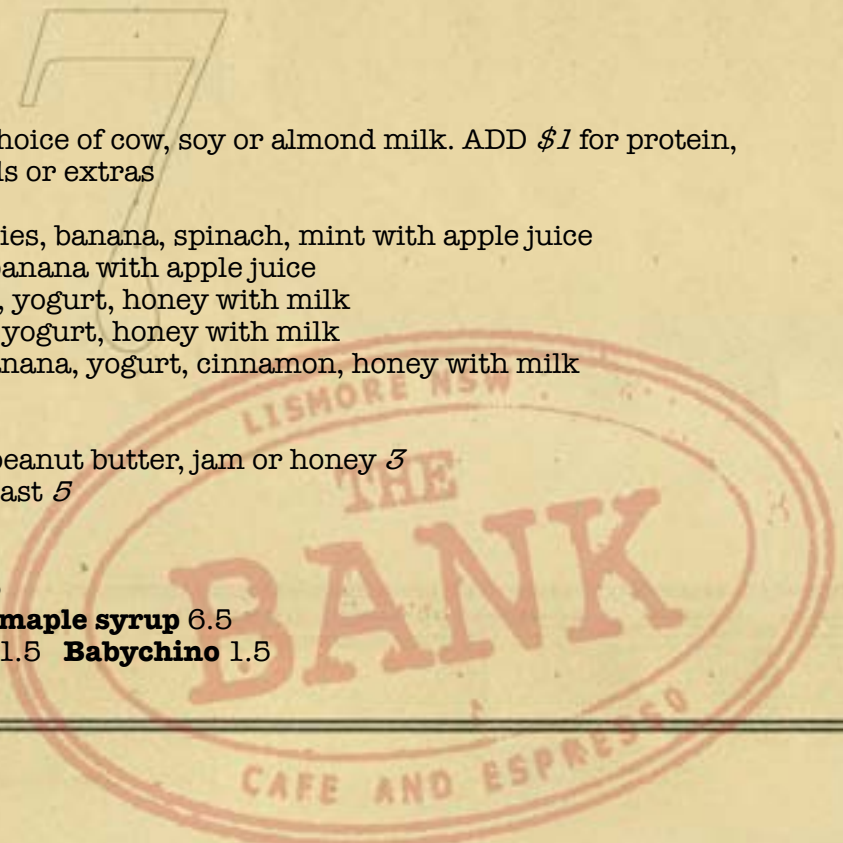 7
hoice of cow, soy or almond milk. ADD $1 for protein,
ls or extras
ies, banana, spinach, mint with apple juice
banana with apple juice
, yogurt, honey with milk
yogurt, honey with milk
nana, yogurt, cinnamon, honey with milk
LISMORE NSW
peanut butter, jam or honey 3
ast 5
THE
BANK
maple syrup 6.5
1.5 Babychino 1.5
CAFE AND ESPRESSO